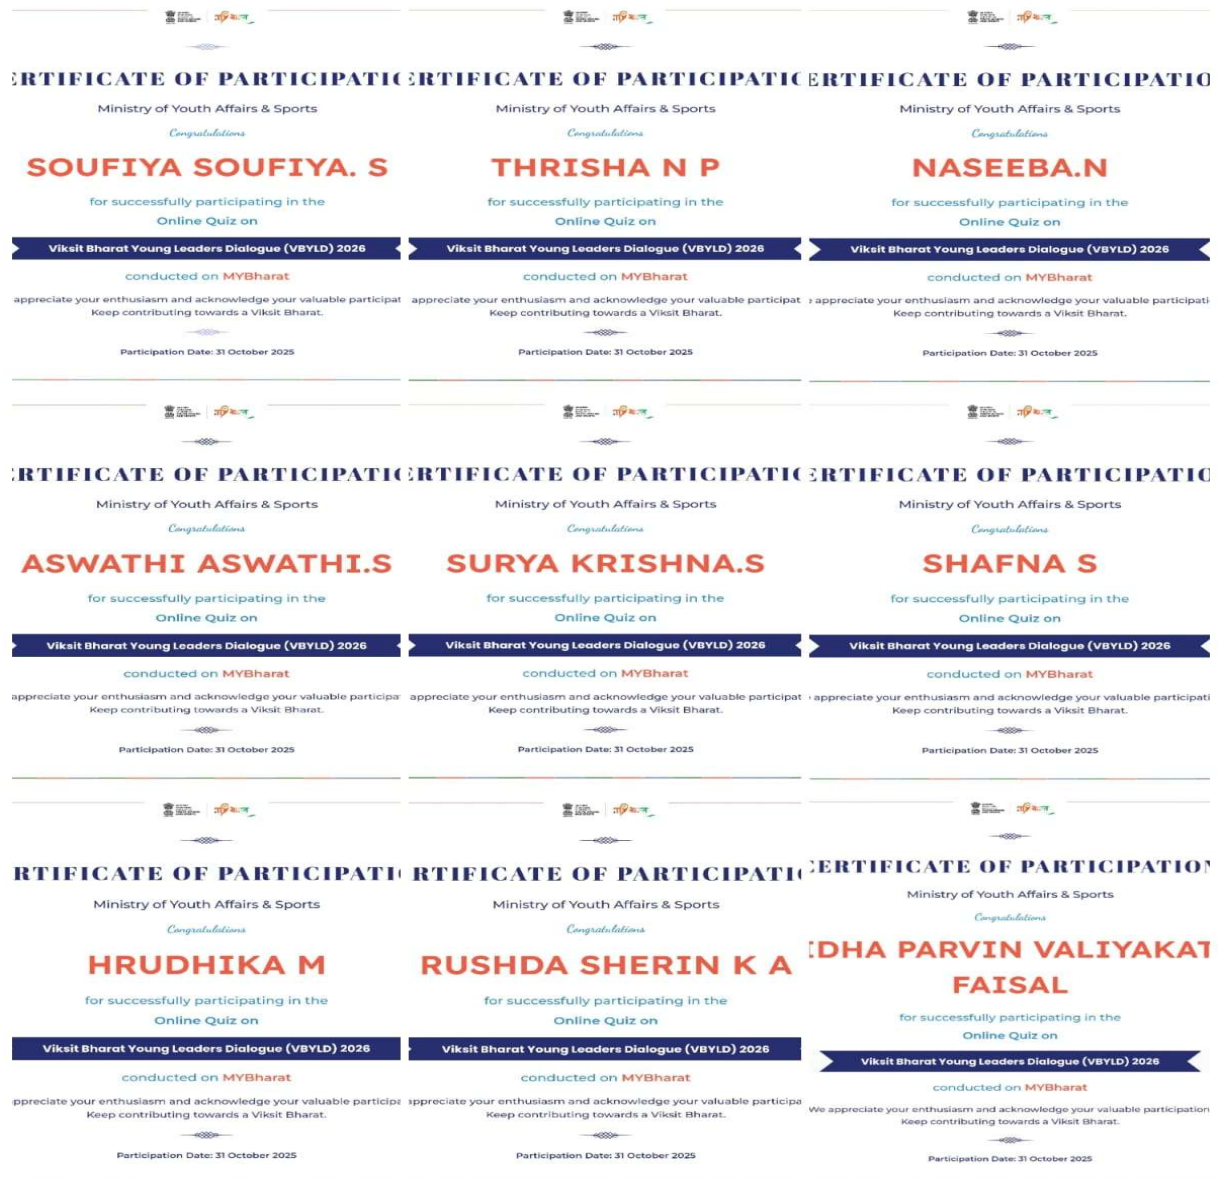 ERTIFICATE OF PARTICIPATIO
Ministry of Youth Affairs & Sports
Congratulations
SOUFIYA SOUFIYA. S
for successfully participating in the
Online Quiz on
Viksit Bharat Young Leaders Dialogue (VBYLD) 2026
conducted on MYBharat
appreciate your enthusiasm and acknowledge your valuable participat
Keep contributing towards a Viksit Bharat.
Participation Date: 31 October 2025
ERTIFICATE OF PARTICIPATIO
Ministry of Youth Affairs & Sports
Congratulations
THRISHA N P
for successfully participating in the
Online Quiz on
Viksit Bharat Young Leaders Dialogue (VBYLD) 2026
conducted on MYBharat
appreciate your enthusiasm and acknowledge your valuable participat
Keep contributing towards a Viksit Bharat.
Participation Date: 31 October 2025
ERTIFICATE OF PARTICIPATIO
Ministry of Youth Affairs & Sports
Congratulations
NASEEBA.N
for successfully participating in the
Online Quiz on
Viksit Bharat Young Leaders Dialogue (VBYLD) 2026
conducted on MYBharat
appreciate your enthusiasm and acknowledge your valuable participati
Keep contributing towards a Viksit Bharat.
Participation Date: 31 October 2025
RTIFICATE OF PARTICIPATIO
Ministry of Youth Affairs & Sports
Congratulations
ASWATHI ASWATHI.S
for successfully participating in the
Online Quiz on
Viksit Bharat Young Leaders Dialogue (VBYLD) 2026
conducted on MYBharat
appreciate your enthusiasm and acknowledge your valuable participa
Keep contributing towards a Viksit Bharat.
Participation Date: 31 October 2025
ERTIFICATE OF PARTICIPATIO
Ministry of Youth Affairs & Sports
Congratulations
SURYA KRISHNA.S
for successfully participating in the
Online Quiz on
Viksit Bharat Young Leaders Dialogue (VBYLD) 2026
conducted on MYBharat
appreciate your enthusiasm and acknowledge your valuable participat
Keep contributing towards a Viksit Bharat.
Participation Date: 31 October 2025
ERTIFICATE OF PARTICIPATIO
Ministry of Youth Affairs & Sports
Congratulations
SHAFNA S
for successfully participating in the
Online Quiz on
Viksit Bharat Young Leaders Dialogue (VBYLD) 2026
conducted on MYBharat
appreciate your enthusiasm and acknowledge your valuable participati
Keep contributing towards a Viksit Bharat.
Participation Date: 31 October 2025
RTIFICATE OF PARTICIPATI
Ministry of Youth Affairs & Sports
Congratulations
HRUDHIKA M
for successfully participating in the
Online Quiz on
Viksit Bharat Young Leaders Dialogue (VBYLD) 2026
conducted on MYBharat
ppreciate your enthusiasm and acknowledge your valuable participa
Keep contributing towards a Viksit Bharat.
Participation Date: 31 October 2025
RTIFICATE OF PARTICIPATI
Ministry of Youth Affairs & Sports
Congratulations
RUSHDA SHERIN K A
for successfully participating in the
Online Quiz on
Viksit Bharat Young Leaders Dialogue (VBYLD) 2026
conducted on MYBharat
appreciate your enthusiasm and acknowledge your valuable participa
Keep contributing towards a Viksit Bharat.
Participation Date: 31 October 2025
CERTIFICATE OF PARTICIPATION
Ministry of Youth Affairs & Sports
Congratulations
IDHA PARVIN VALIYAKAT
FAISAL
for successfully participating in the
Online Quiz on
Viksit Bharat Young Leaders Dialogue (VBYLD) 2026
conducted on MYBharat
We appreciate your enthusiasm and acknowledge your valuable participation
Keep contributing towards a Viksit Bharat.
Participation Date: 31 October 2025